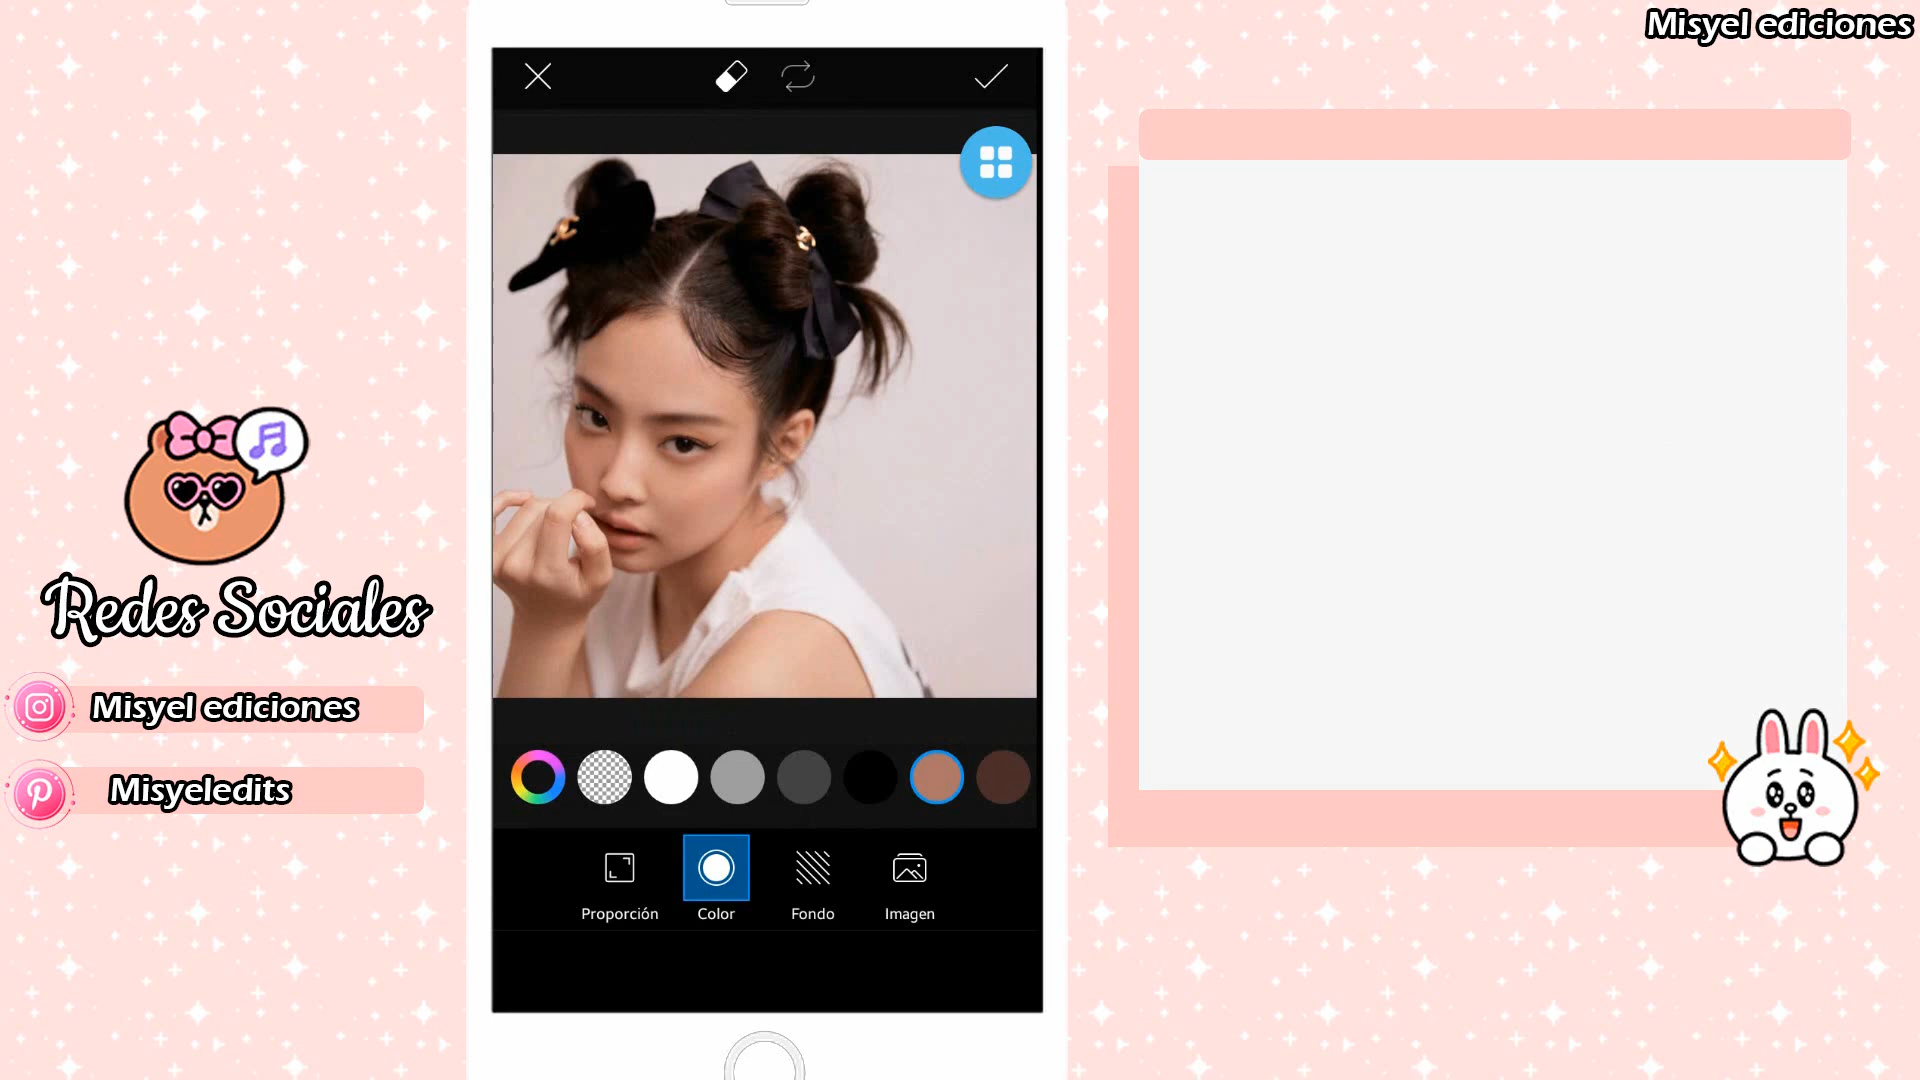 Misyel ediciones
Redes Sociales
Misyel ediciones
Misyeledits
Proporción
Color
Fondo
Imagen